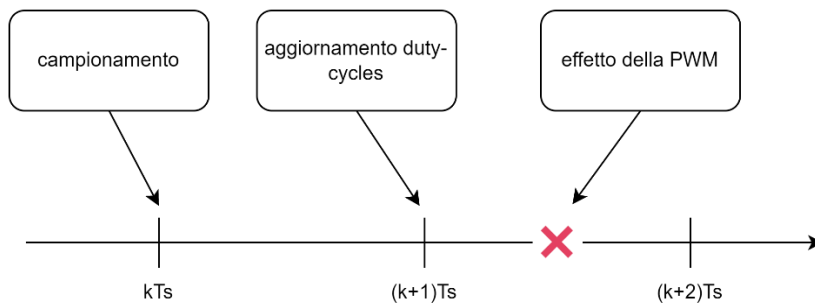 campionamento
aggiornamento duty-
cycles
effetto della PWM
kTs
(k+1)Ts
(k+2)Ts